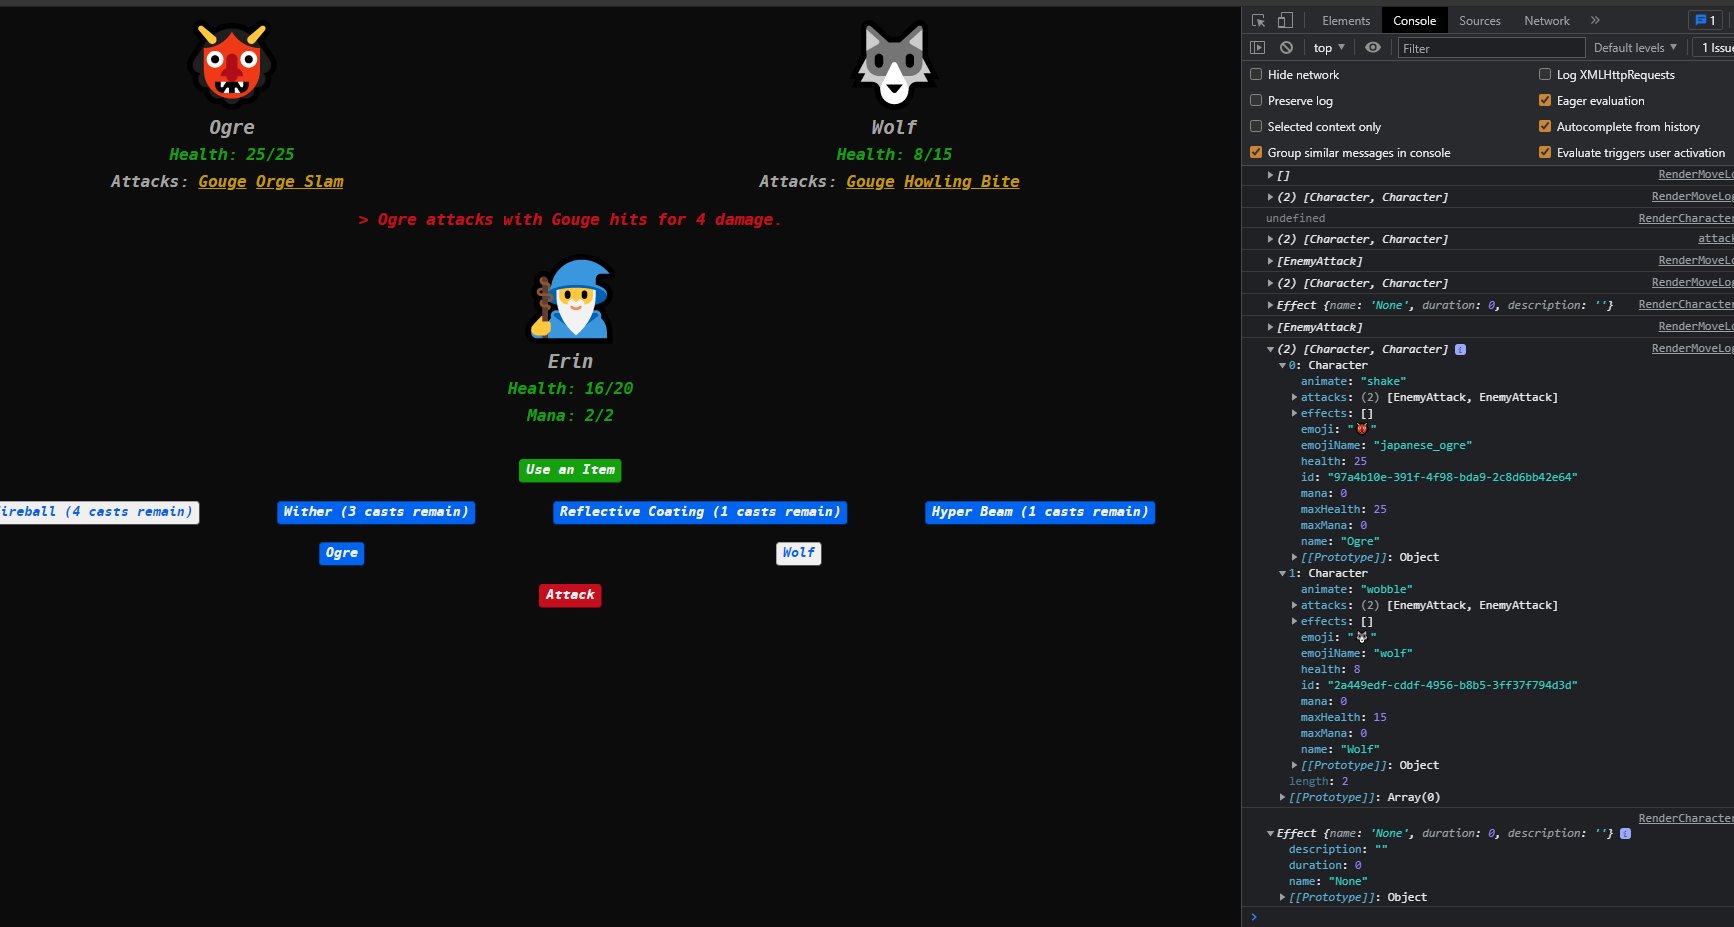 Ogre
Health: 25/25
Attacks: Gouge Orge Slam
Wolf
Health: 8/15
Attacks: Gouge Howling Bite
> Ogre attacks with Gouge hits for 4 damage.
Erin
Health: 16/20
Mana: 2/2
Use an Item
ireball (4 casts remain)
Wither (3 casts remain)
Reflective Coating (1 casts remain)
Hyper Beam (1 casts remain)
Ogre
Wolf
Attack
Elements Console Sources Network » 1
top ▼ Filter Default levels ▼ 1 Issue
Hide network
Log XMLHttpRequests
Preserve log
Eager evaluation
Selected context only
Autocomplete from history
Group similar messages in console
Evaluate triggers user activation
[] RenderMoveLo
(2) [Character, Character] RenderMoveLog
undefined RenderCharacter
(2) [Character, Character] attack
[EnemyAttack] RenderMoveLo
(2) [Character, Character] RenderMoveLog
Effect {name: 'None', duration: 0, description: ''} RenderCharacter
[EnemyAttack] RenderMoveLo
(2) [Character, Character] i RenderMoveLog
0: Character
animate: "shake"
attacks: (2) [EnemyAttack, EnemyAttack]
effects: []
emoji: "👹"
emojiName: "japanese_ogre"
health: 25
id: "97a4b10e-391f-4f98-bda9-2c8d6bb42e64"
mana: 0
maxHealth: 25
maxMana: 0
name: "Ogre"
[[Prototype]]: Object
1: Character
animate: "wobble"
attacks: (2) [EnemyAttack, EnemyAttack]
effects: []
emoji: "🐺"
emojiName: "wolf"
health: 8
id: "2a449edf-cddf-4956-b8b5-3ff37f794d3d"
mana: 0
maxHealth: 15
maxMana: 0
name: "Wolf"
[[Prototype]]: Object
length: 2
[[Prototype]]: Array(0)
RenderCharacter
Effect {name: 'None', duration: 0, description: ''} i
description: ""
duration: 0
name: "None"
[[Prototype]]: Object
>